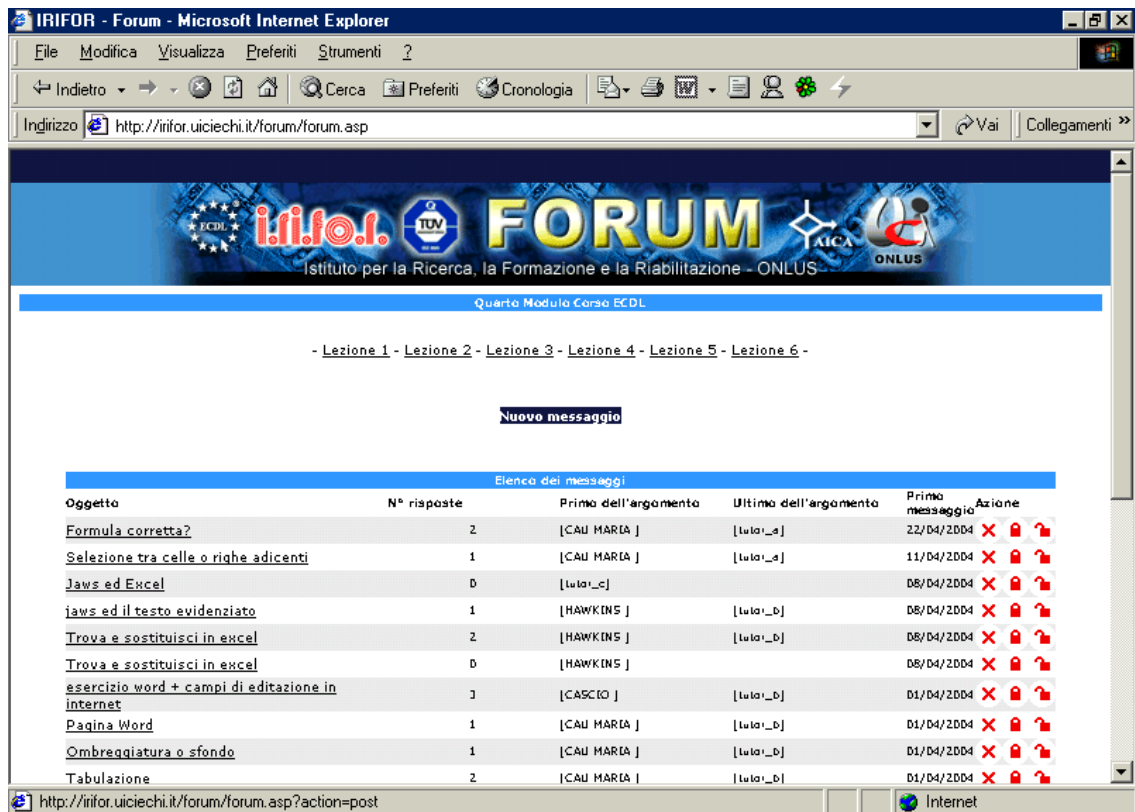 IRIFOR - Forum - Microsoft Internet Explorer
File Modifica Visualizza Preferiti Strumenti ?
Indietro Cerca Preferiti Cronologia
Indirizzo http://irifor.uiciechi.it/forum/forum.asp Vai Collegamenti »
ECDL i.ri.fo.r. TÜV FORUM AICA ONLUS
Istituto per la Ricerca, la Formazione e la Riabilitazione - ONLUS
Quarto Modulo Corso ECDL
- Lezione 1 - Lezione 2 - Lezione 3 - Lezione 4 - Lezione 5 - Lezione 6 -
Nuovo messaggio
Elenco dei messaggi
Oggetto N° risposte Primo dell'argomento Ultimo dell'argomento Primo messaggio Azione
Formula corretta? 2 [CAU MARIA ] [tutor_a] 22/04/2004
Selezione tra celle o righe adicenti 1 [CAU MARIA ] [tutor_a] 11/04/2004
Jaws ed Excel 0 [tutor_c] 08/04/2004
jaws ed il testo evidenziato 1 [HAWKINS ] [tutor_b] 08/04/2004
Trova e sostituisci in excel 2 [HAWKINS ] [tutor_b] 08/04/2004
Trova e sostituisci in excel 0 [HAWKINS ] 08/04/2004
esercizio word + campi di editazione in
internet 3 [CASCIO ] [tutor_b] 01/04/2004
Pagina Word 1 [CAU MARIA ] [tutor_b] 01/04/2004
Ombreggiatura o sfondo 1 [CAU MARIA ] [tutor_b] 01/04/2004
Tabulazione 2 [CAU MARIA ] [tutor_b] 01/04/2004
http://irifor.uiciechi.it/forum/forum.asp?action=post Internet